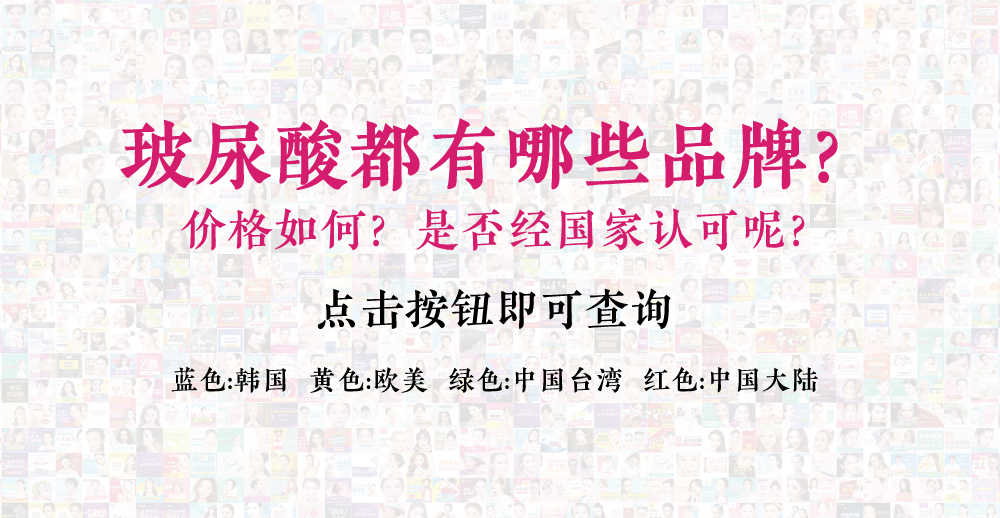 玻尿酸都有哪些品牌?
价格如何? 是否经国家认可呢?
点击按钮即可查询
蓝色:韩国 黄色:欧美 绿色:中国台湾 红色:中国大陆